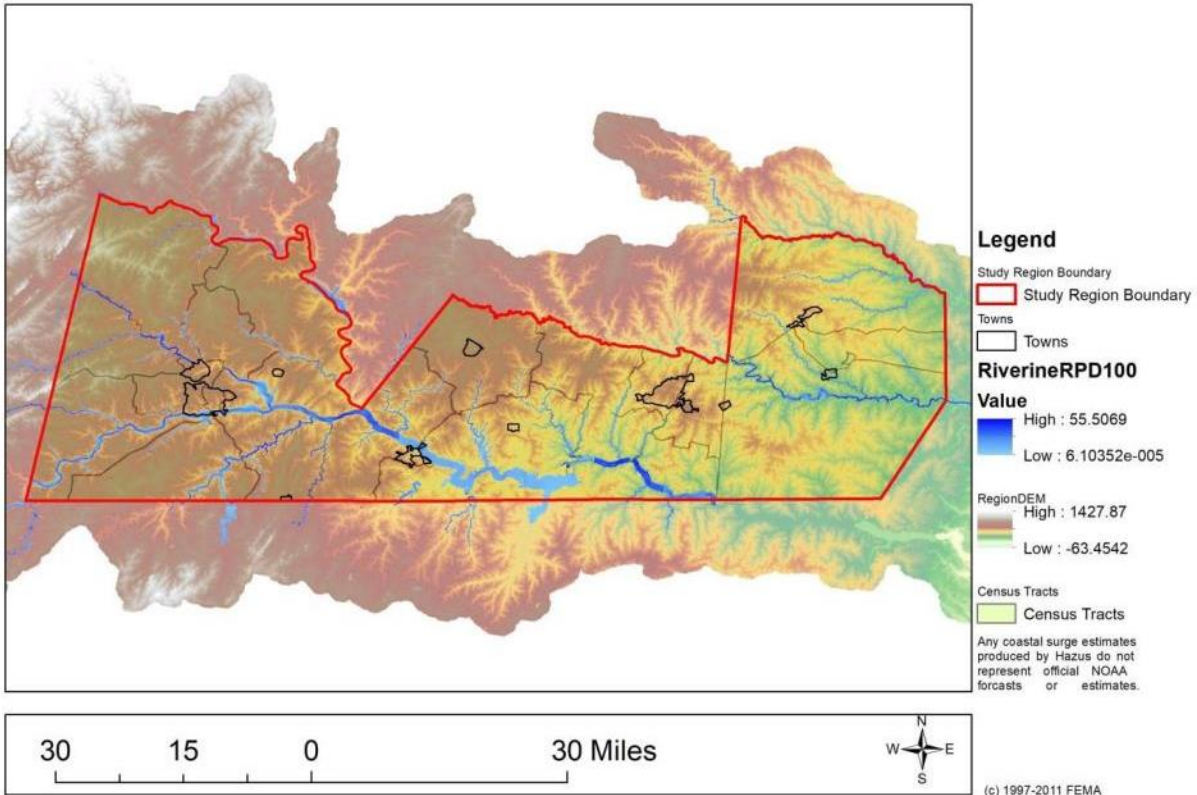 Legend
Study Region Boundary
Study Region Boundary
Towns
Towns
RiverineRPD100
Value
High : 55.5069
Low : 6.10352e-005
RegionDEM
High : 1427.87
Low : -63.4542
Census Tracts
Census Tracts
Any coastal surge estimates
produced by Hazus do not
represent official NOAA
forcasts or estimates.
30 15 0 30 Miles
N
W E
S
(c) 1997-2011 FEMA